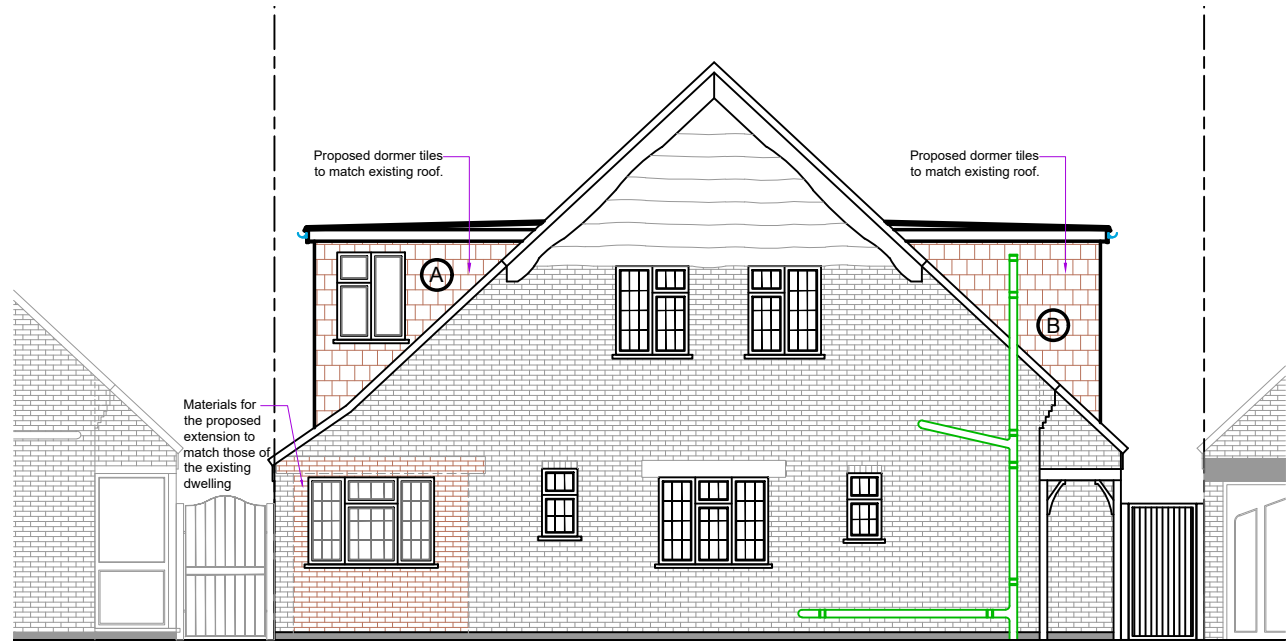 Proposed dormer tiles
to match existing roof.
Proposed dormer tiles
to match existing roof.
A
B
Materials for
the proposed
extension to
match those of
the existing
dwelling